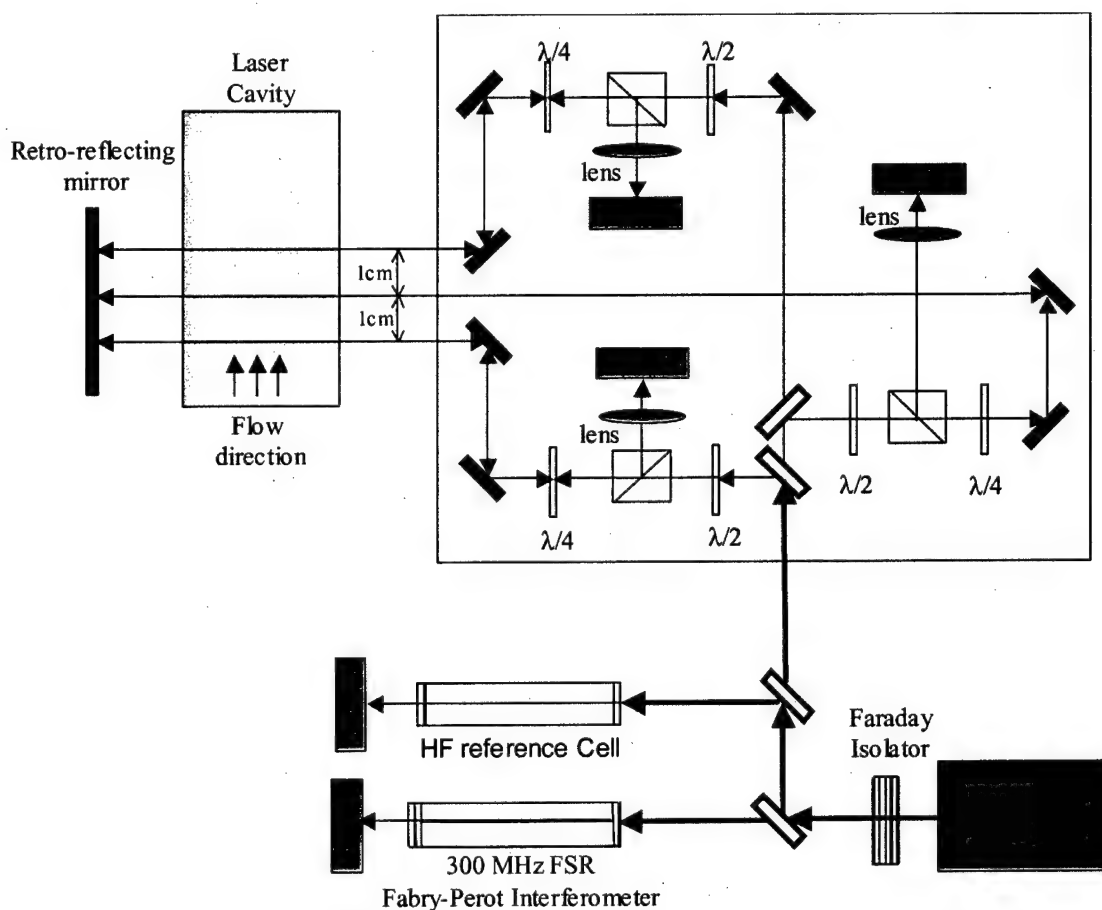 λ/4
λ/2
Laser
Cavity
Retro-reflecting
mirror
lens
lens
1cm
1cm
lens
Flow
direction
λ/4
λ/2
λ/2
λ/4
HF reference Cell
Faraday
Isolator
300 MHz FSR
Fabry-Perot Interferometer